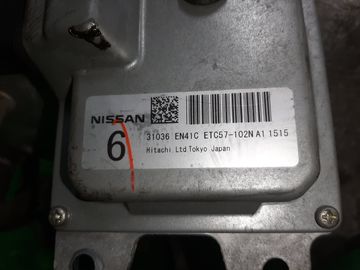 NISSAN
6
31036 EN41C ETC57-102N A1 1515
Hitachi Ltd Tokyo Japan